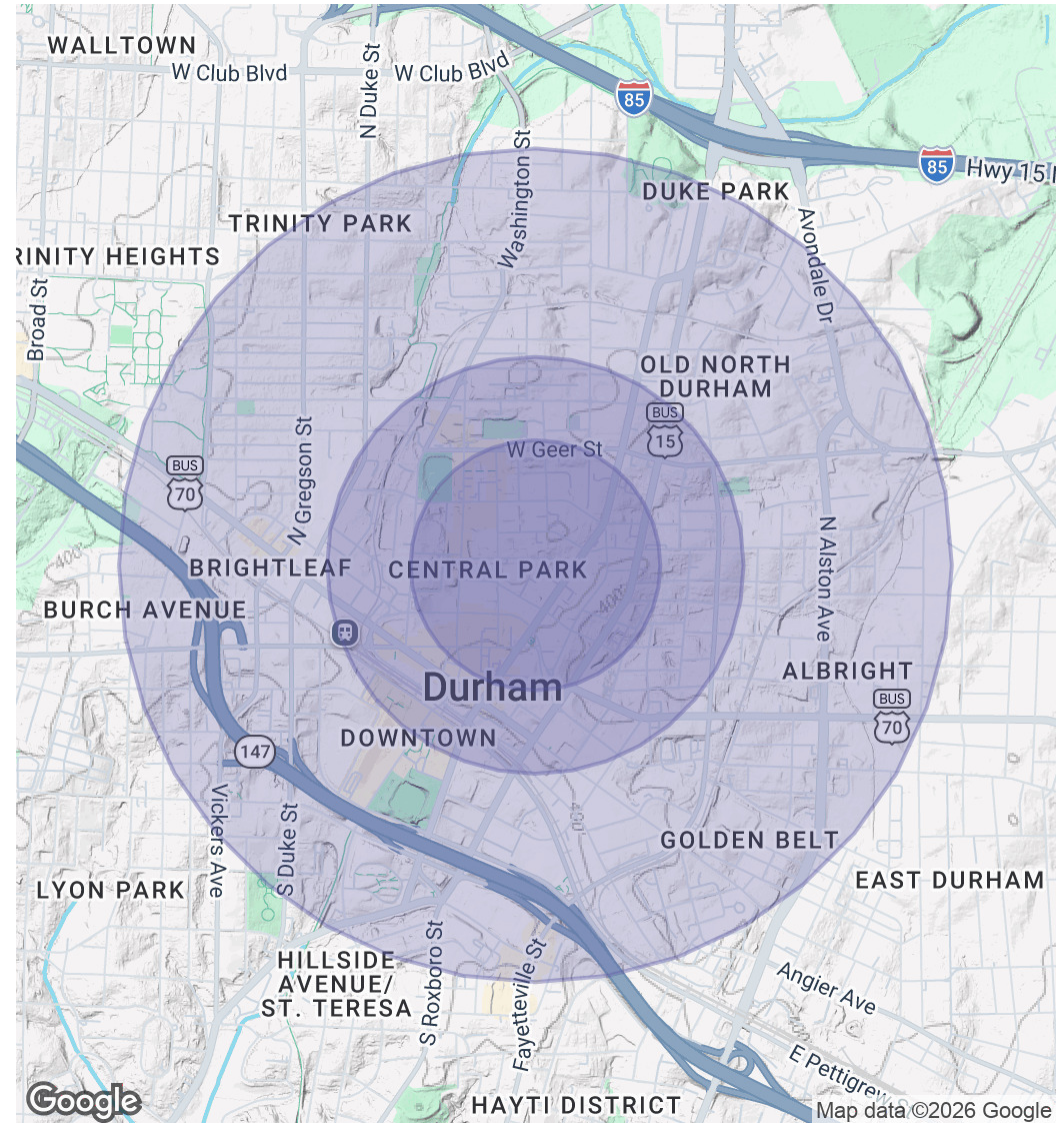 WALLTOWN
W Club Blvd
W Club Blvd
N Duke St
85
85
Hwy 15
Washington St
DUKE PARK
TRINITY PARK
RINITY HEIGHTS
Avondale Dr
Broad St
OLD NORTH
DURHAM
BUS
15
W Geer St
BUS
70
N Gregson St
N Alston Ave
400'
BRIGHTLEAF
CENTRAL PARK
400'
BURCH AVENUE
ALBRIGHT
Durham
BUS
70
DOWNTOWN
147
Vickers Ave
S Duke St
400'
GOLDEN BELT
EAST DURHAM
LYON PARK
HILLSIDE
AVENUE/
ST. TERESA
S Roxboro St
Fayetteville St
Angier Ave
400'
E Pettigrew S
HAYTI DISTRICT
Google
Map data ©2026 Google